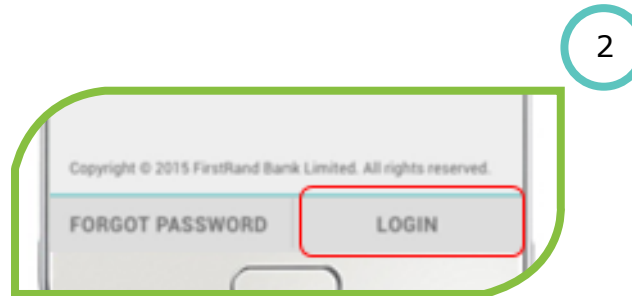 2
Copyright © 2015 FirstRand Bank Limited. All rights reserved.
FORGOT PASSWORD LOGIN